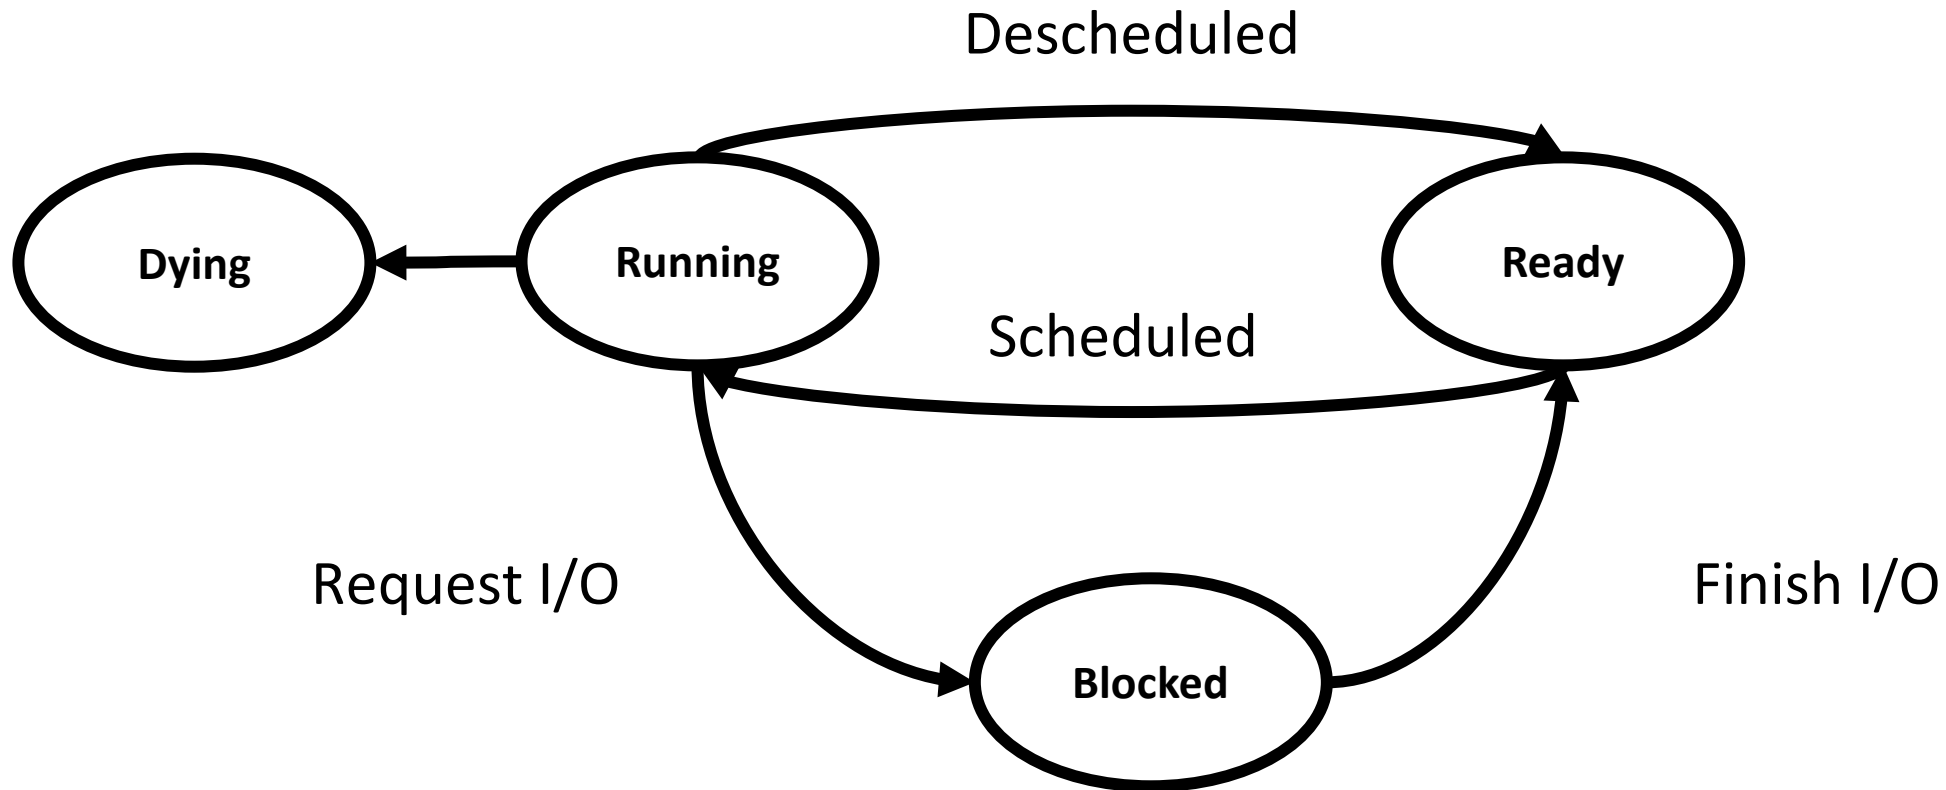 Descheduled
Dying
Running
Ready
Scheduled
Request I/O
Finish I/O
Blocked